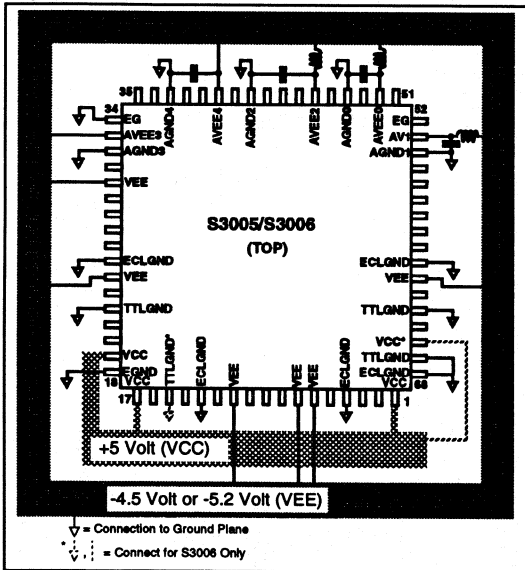 35
51
34
52
AGND4
AVEE4
AGND2
AVEE2
AGND0
AVEE0
EG
AVEE3
AGND3
VEE
ECLGND
VEE
TTLGND
VCC
EGND
18
EG
AV1
AGND1
ECLGND
VEE
TTLGND
VCC*
TTLGND
ECLGND
68
S3005/S3006
(TOP)
VCC
TTLGND*
ECLGND
VEE
VEE
VEE
ECLGND
VCC
17
1
+5 Volt (VCC)
-4.5 Volt or -5.2 Volt (VEE)
= Connection to Ground Plane
* , = Connect for S3006 Only